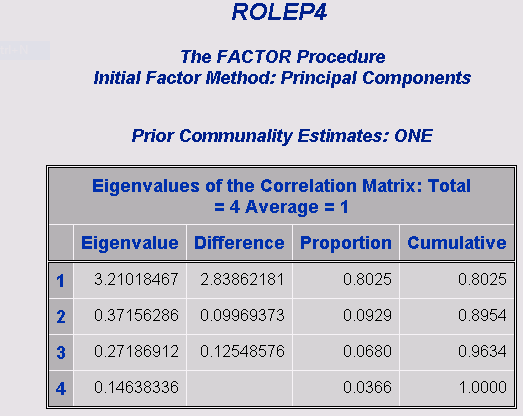 ROLEP4
The FACTOR Procedure
Initial Factor Method: Principal Components
Prior Communality Estimates: ONE
Eigenvalues of the Correlation Matrix: Total
= 4 Average = 1
Eigenvalue Difference Proportion Cumulative
1 3.21018467 2.83862181 0.8025 0.8025
2 0.37156286 0.09969373 0.0929 0.8954
3 0.27186912 0.12548576 0.0680 0.9634
4 0.14638336 0.0366 1.0000